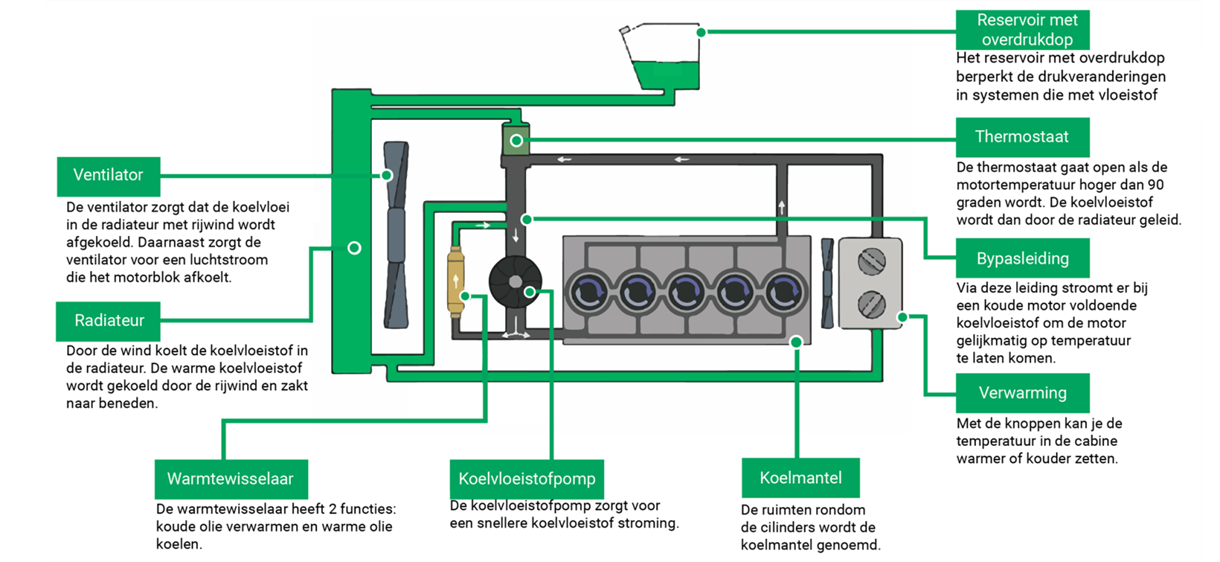 Reservoir met
overdrukdop
Het reservoir met overdrukdop
berperkt de drukveranderingen
in systemen die met vloeistof
Thermostaat
De thermostaat gaat open als de
motortemperatuur hoger dan 90
graden wordt. De koelvloeistof
wordt dan door de radiateur geleid.
Ventilator
De ventilator zorgt dat de koelvloei
in de radiateur met rijwind wordt
afgekoeld. Daarnaast zorgt de
ventilator voor een luchtstroom
die het motorblok afkoelt.
Bypasleiding
Via deze leiding stroomt er bij
een koude motor voldoende
koelvloeistof om de motor
gelijkmatig op temperatuur
te laten komen.
Radiateur
Door de wind koelt de koelvloeistof in
de radiateur. De warme koelvloeistof
wordt gekoeld door de rijwind en zakt
naar beneden.
Verwarming
Met de knoppen kan je de
temperatuur in de cabine
warmer of kouder zetten.
Warmtewisselaar
De warmtewisselaar heeft 2 functies:
koude olie verwarmen en warme olie
koelen.
Koelvloeistofpomp
De koelvloeistofpomp zorgt voor
een snellere koelvloeistof stroming.
Koelmantel
De ruimten rondom
de cilinders wordt de
koelmantel genoemd.